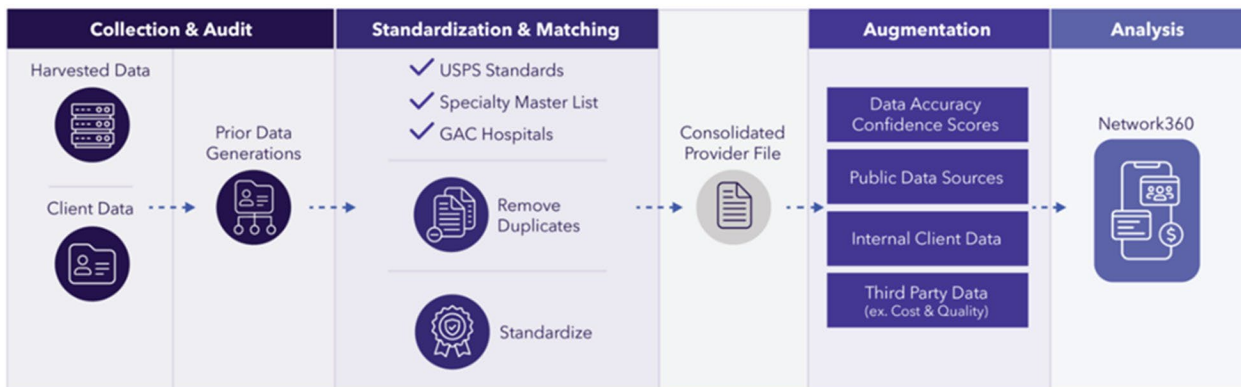 Collection & Audit
Standardization & Matching
Augmentation
Analysis
Harvested Data
Client Data
Prior Data
Generations
USPS Standards
Specialty Master List
GAC Hospitals
Remove
Duplicates
Standardize
Consolidated
Provider File
Data Accuracy
Confidence Scores
Public Data Sources
Internal Client Data
Third Party Data
(ex. Cost & Quality)
Network360